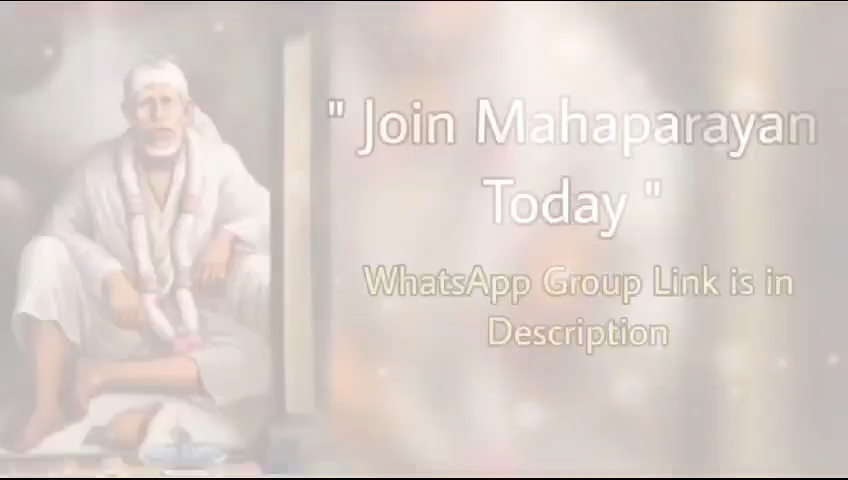 " Join Mahaparayan
Today "
WhatsApp Group Link is in
Description